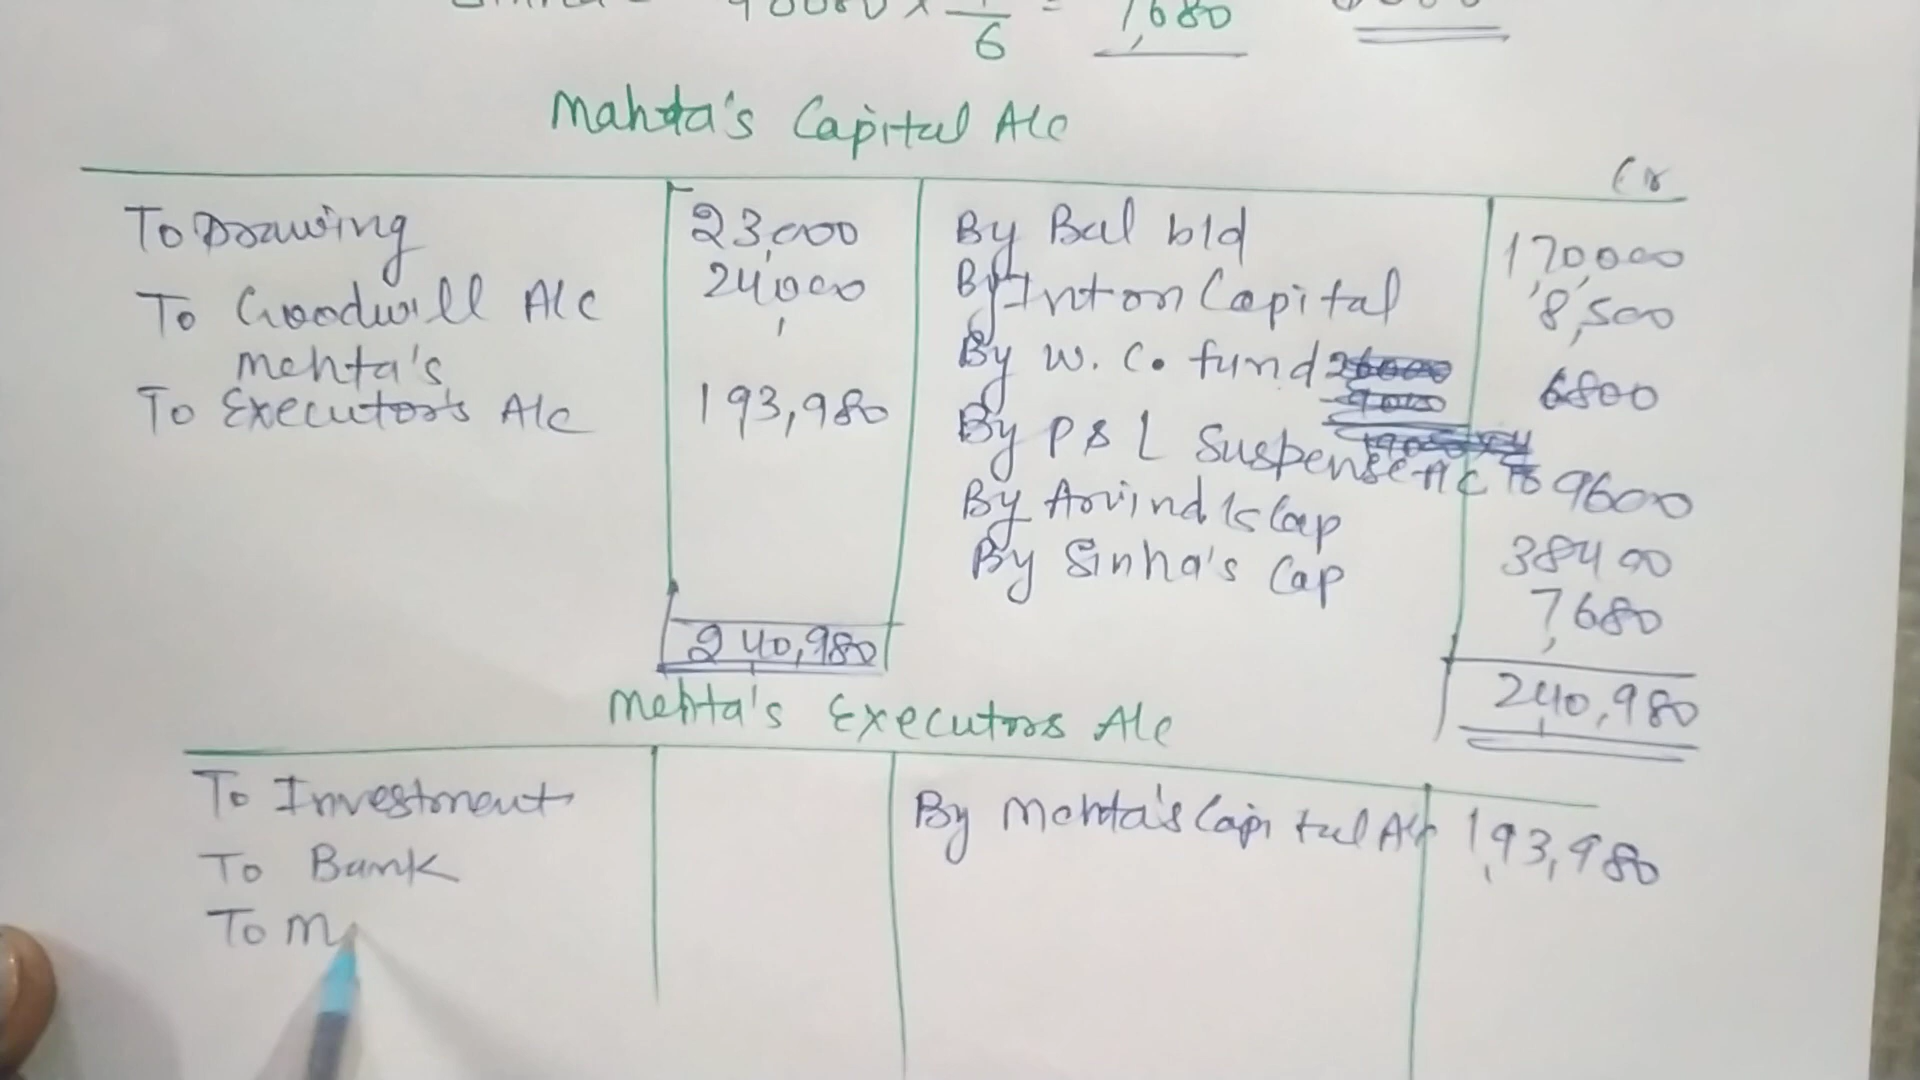 × 1/6 = 7,680
Mahta's Capital A/c
Cr
To Drawing 23,000
To Goodwill A/c 24,000
Mehta's
To Executor's A/c 193,980
240,980
By Bal b/d 170,000
By Int on Capital 8,500
By W. C. fund 6800
By P & L Suspense A/c 9600
By Arvind's Cap 38400
By Sinha's Cap 7,680
240,980
Mehta's Executors A/c
To Investment
To Bank
To M
By Mehta's Capital A/c 193,980